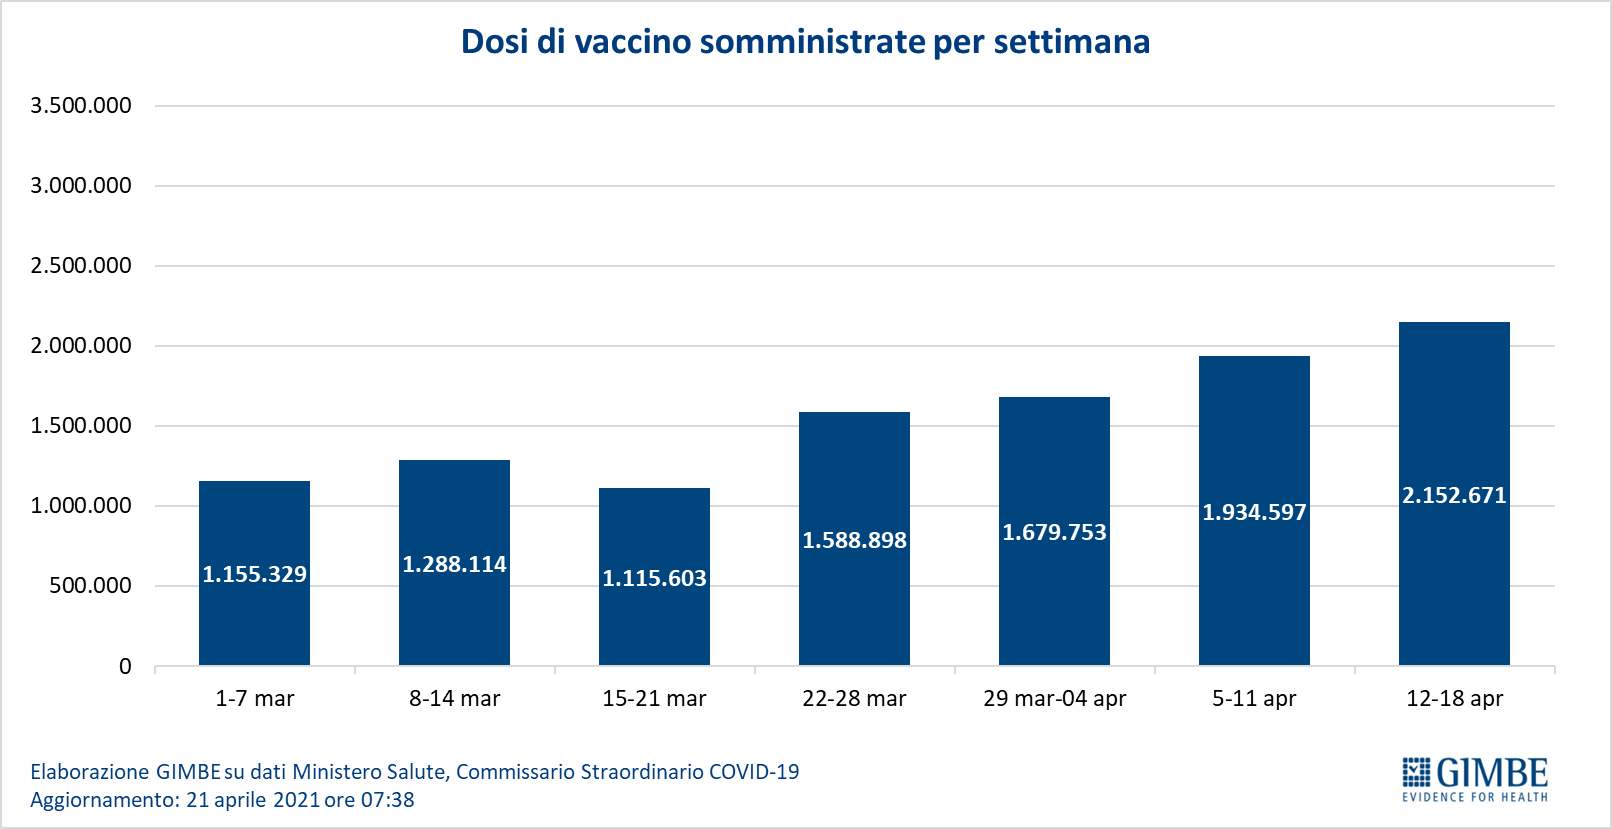 Dosi di vaccino somministrate per settimana
3.500.000
3.000.000
2.500.000
2.000.000
1.500.000
1.000.000
500.000
0
1.155.329
1.288.114
1.115.603
1.588.898
1.679.753
1.934.597
2.152.671
1-7 mar
8-14 mar
15-21 mar
22-28 mar
29 mar-04 apr
5-11 apr
12-18 apr
Elaborazione GIMBE su dati Ministero Salute, Commissario Straordinario COVID-19
Aggiornamento: 21 aprile 2021 ore 07:38
GIMBE
EVIDENCE FOR HEALTH